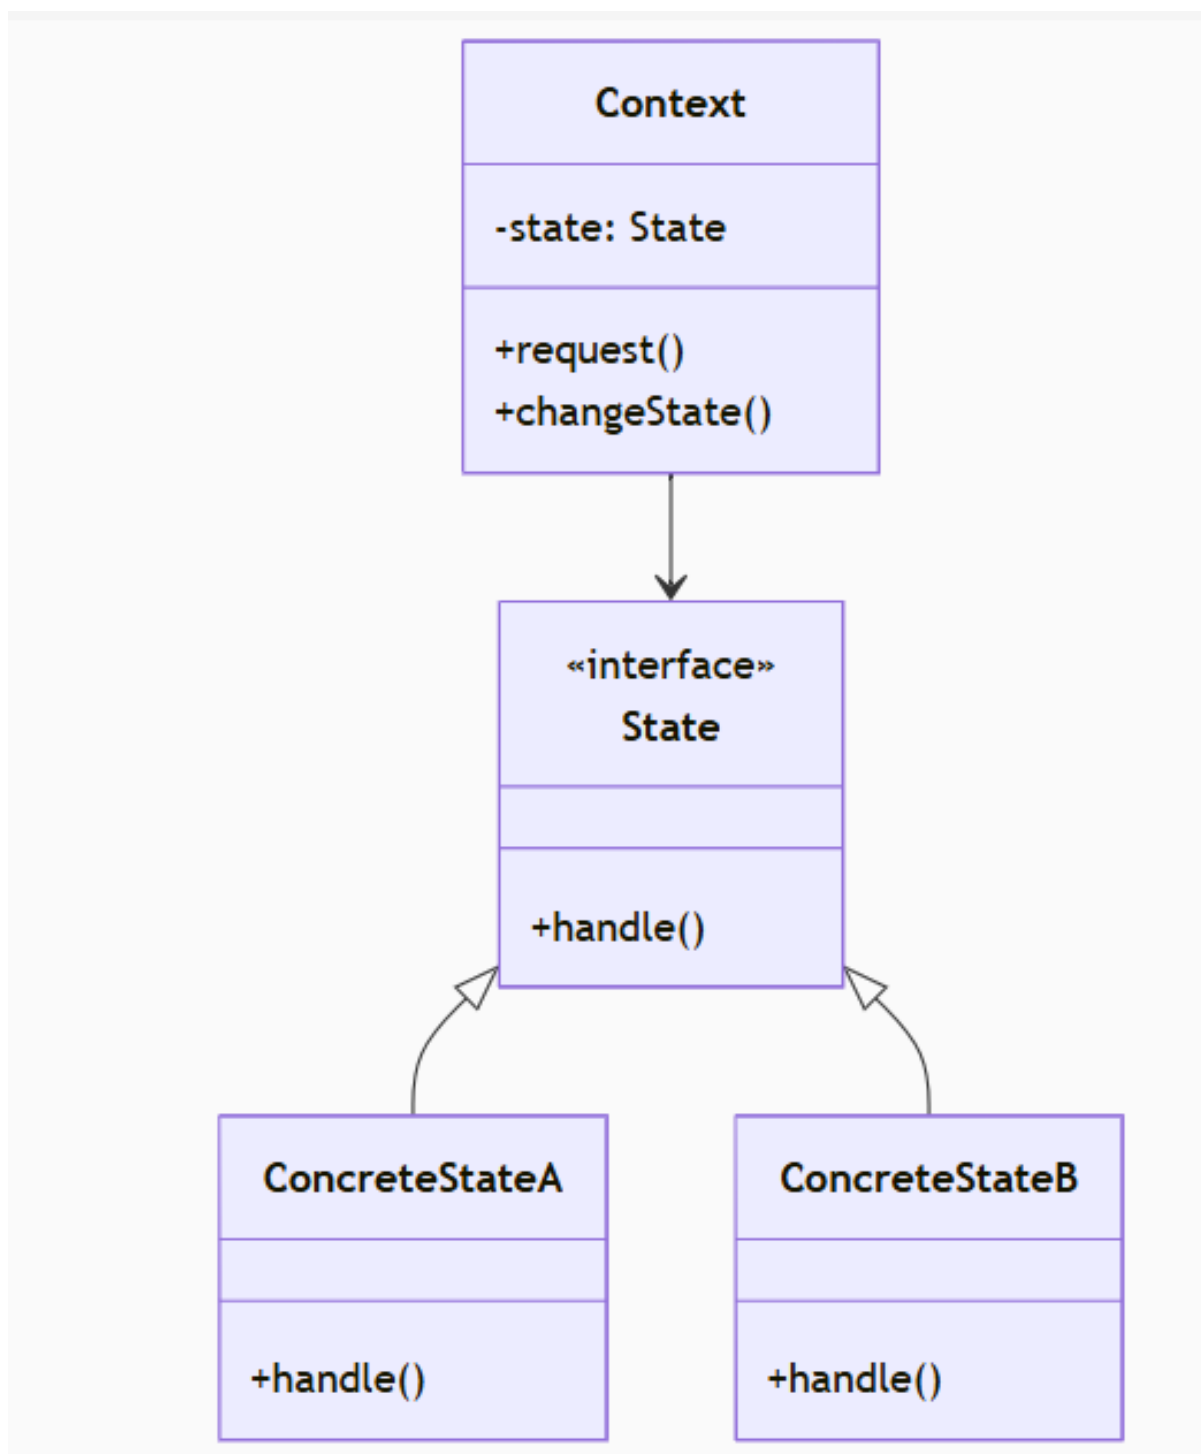 Context
-state: State
+request()
+changeState()
«interface»
State
+handle()
ConcreteStateA
+handle()
ConcreteStateB
+handle()